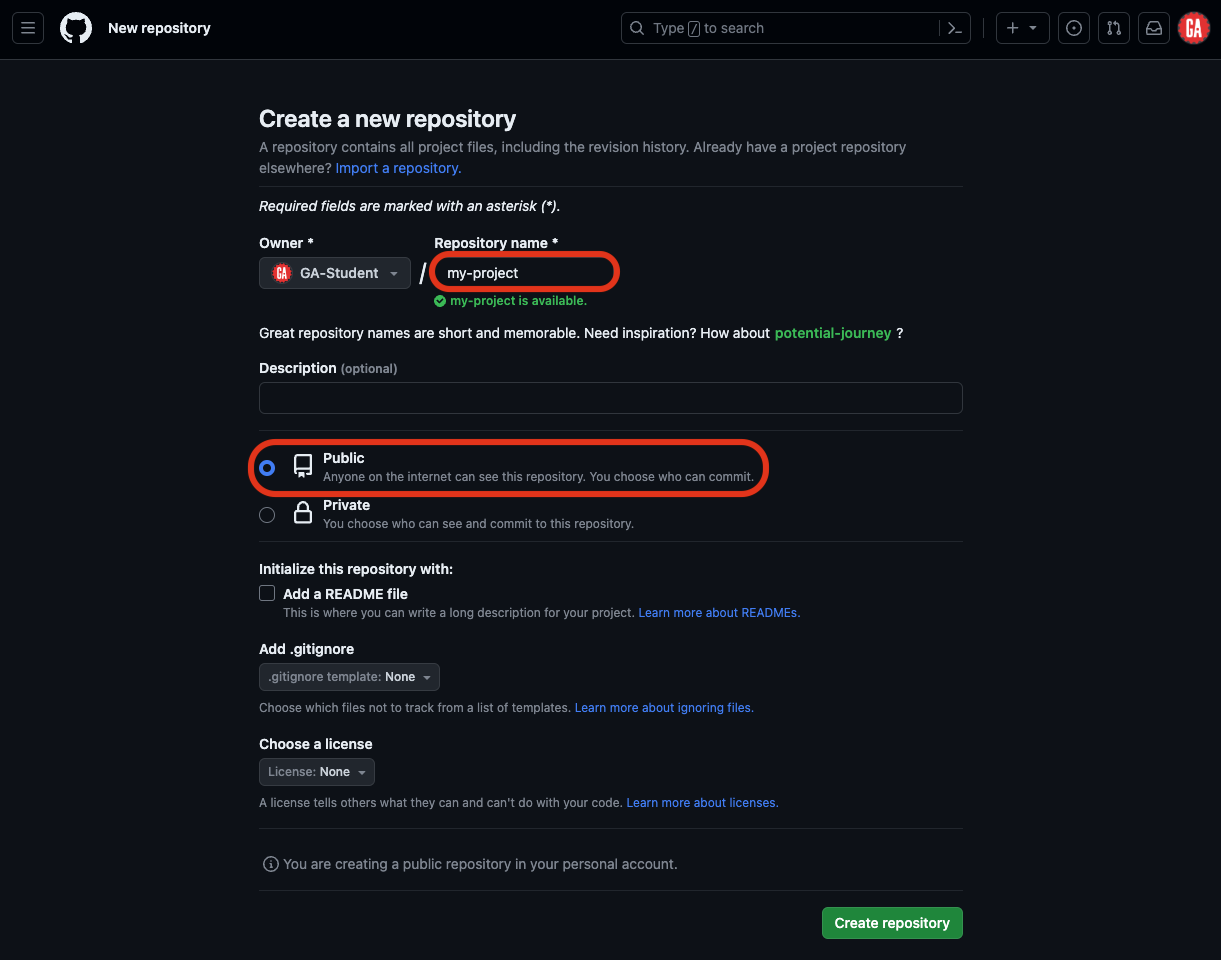 New repository
Type / to search
GA
Create a new repository
A repository contains all project files, including the revision history. Already have a project repository
elsewhere? Import a repository.
Required fields are marked with an asterisk (*).
Owner * Repository name *
GA GA-Student / my-project
my-project is available.
Great repository names are short and memorable. Need inspiration? How about potential-journey ?
Description (optional)
Public
Anyone on the internet can see this repository. You choose who can commit.
Private
You choose who can see and commit to this repository.
Initialize this repository with:
Add a README file
This is where you can write a long description for your project. Learn more about READMEs.
Add .gitignore
.gitignore template: None
Choose which files not to track from a list of templates. Learn more about ignoring files.
Choose a license
License: None
A license tells others what they can and can't do with your code. Learn more about licenses.
You are creating a public repository in your personal account.
Create repository